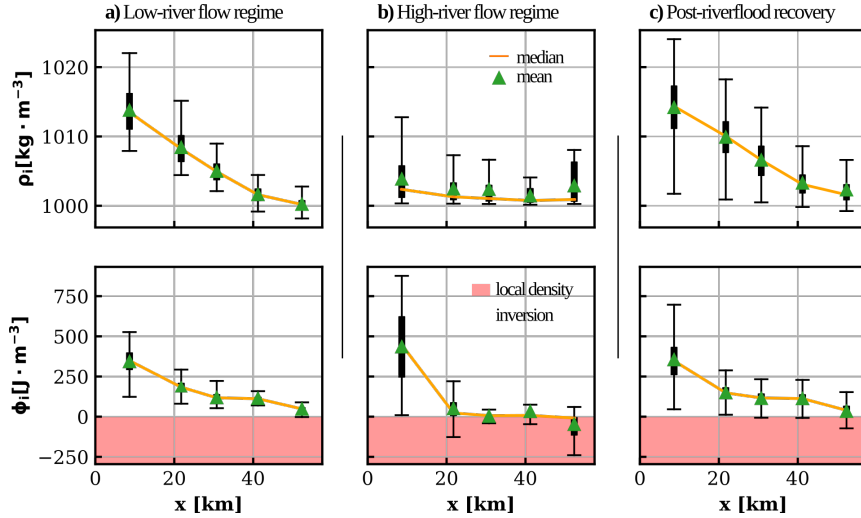 a) Low-river flow regime
b) High-river flow regime
c) Post-riverflood recovery
ρᵢ[kg · m⁻³]
1020
1010
1000
median
mean
ϕᵢ[J · m⁻³]
750
500
250
0
−250
local density
inversion
0 20 40
0 20 40
0 20 40
x [km]
x [km]
x [km]